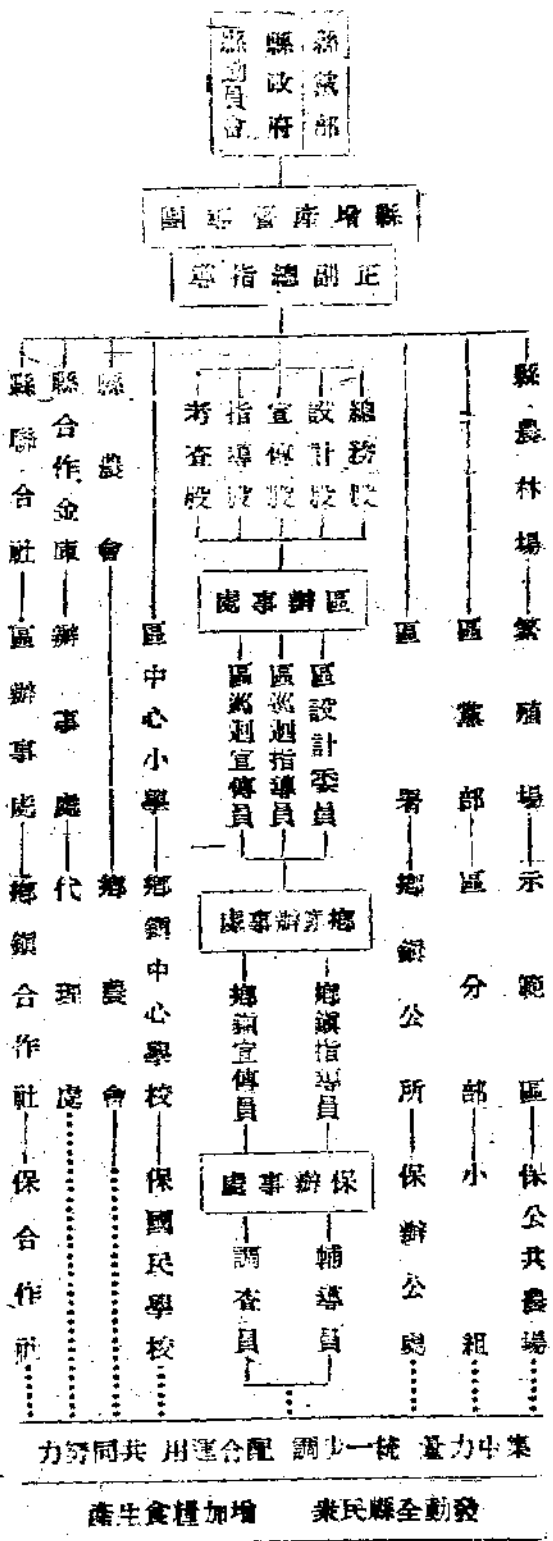 縣黨部
縣政府
縣動員會
縣增產督導團
正副總指導
縣農林場 繁殖場 示範區 保公共農場
區黨部 區分部 小組
區署 鄉鎮公所 保辦公處
總務股
設計股
宣傳股
指導股
考查股
區辦事處
區設計委員
區巡迴指導員
區巡迴宣傳員
鄉鎮辦事處
鄉鎮指導員
鄉鎮宣傳員
保辦事處
輔導員
調查員
區中心小學 鄉鎮中心學校 保國民學校
縣農會 鄉農會
縣合作金庫 辦事處 代理處
縣聯合社 區辦事處 鄉鎮合作社 保合作社
集中力量 統一步調 配合運用 共同努力
發動全縣民衆 增加糧食生產